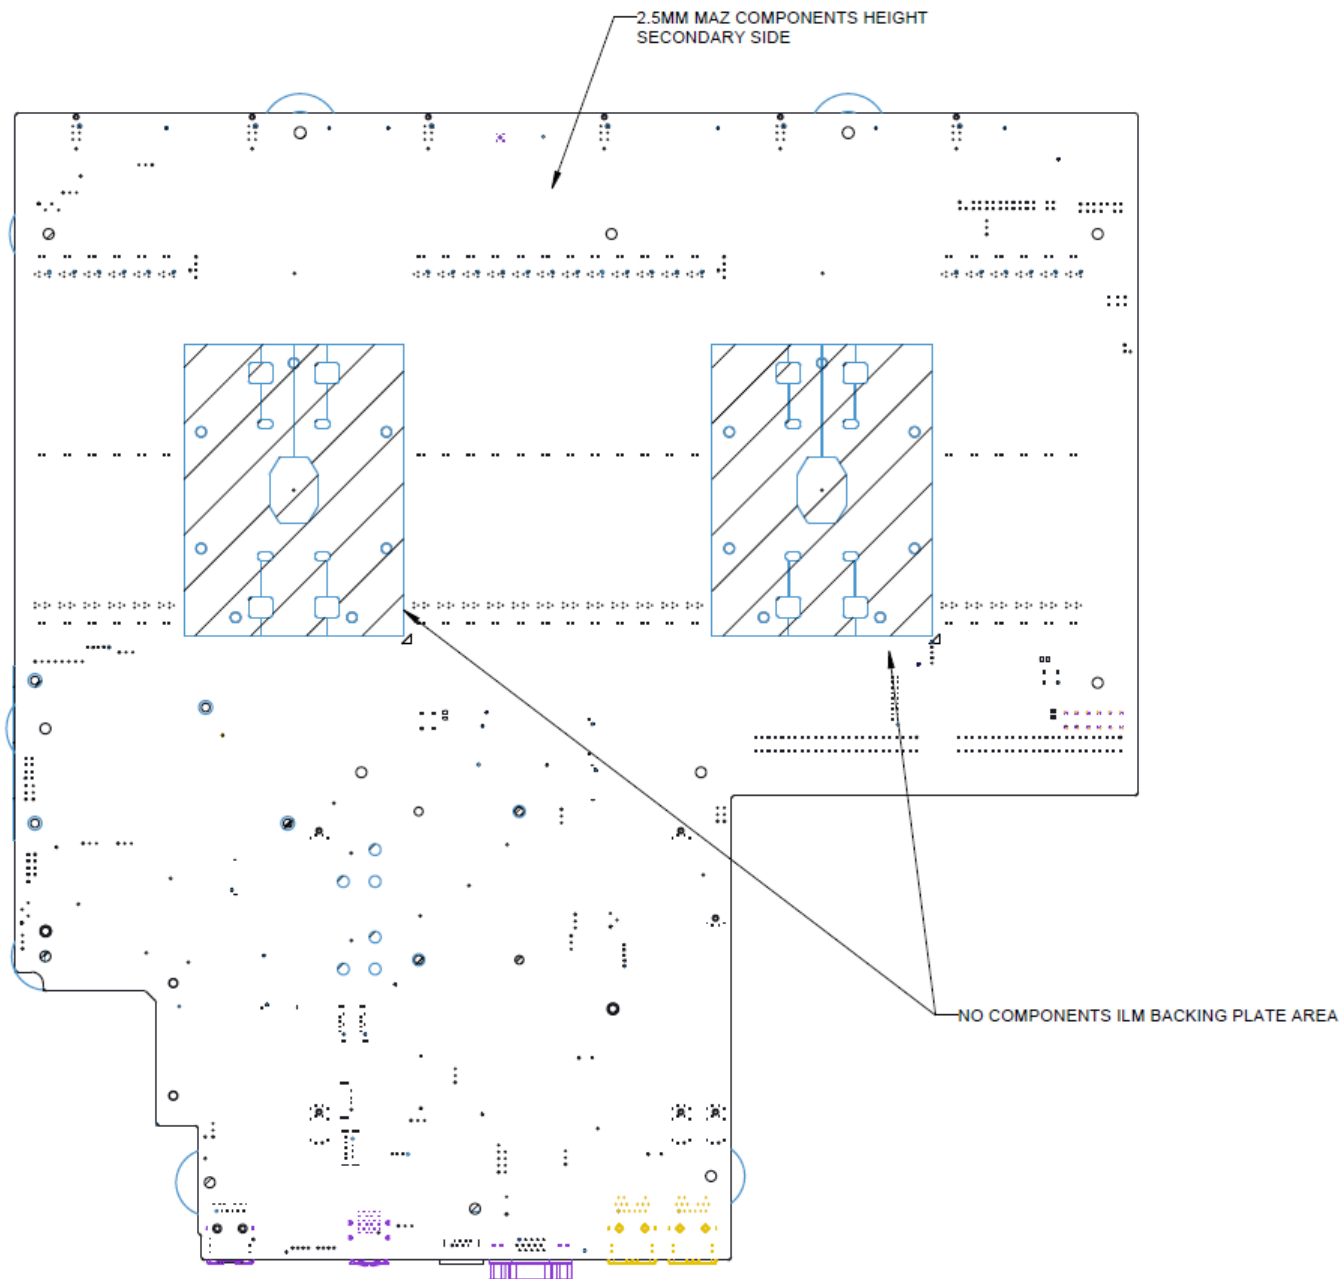 2.5MM MAZ COMPONENTS HEIGHT
SECONDARY SIDE
NO COMPONENTS ILM BACKING PLATE AREA